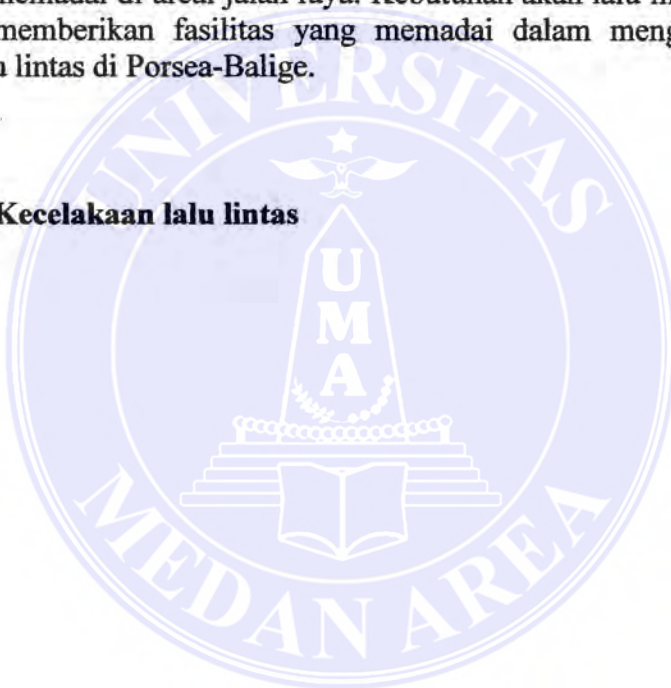 memadai di areal jalan raya. Kebutuhan akan lalu
memberikan fasilitas yang memadai dalam
lintas di Porsea-Balige.
Kecelakaan lalu lintas
UNIVERSITAS
UMA
MEDAN AREA